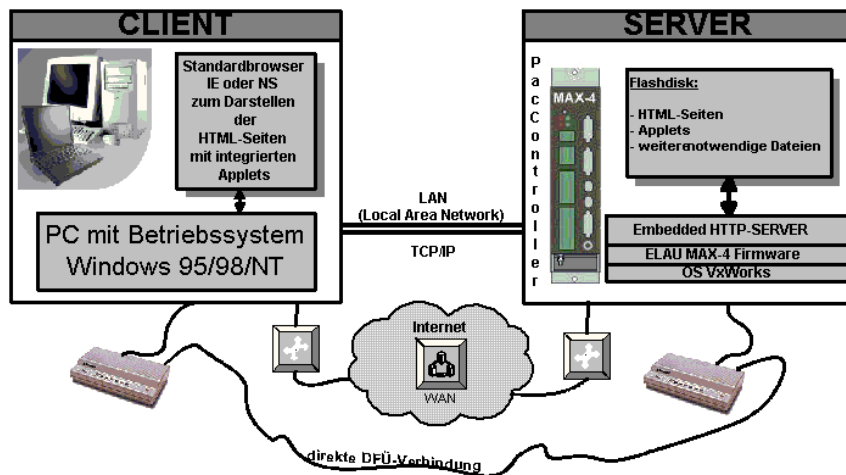 CLIENT
Standardbrowser
IE oder NS
zum Darstellen
der
HTML-Seiten
mit integrierten
Applets
PC mit Betriebssystem
Windows 95/98/NT
LAN
(Local Area Network)
TCP/IP
SERVER
PacController
MAX-4
Flashdisk:
- HTML-Seiten
- Applets
- weiterenotwendige Dateien
Embedded HTTP-SERVER
ELAU MAX-4 Firmware
OS VxWorks
Internet
WAN
direkte DFÜ-Verbindung